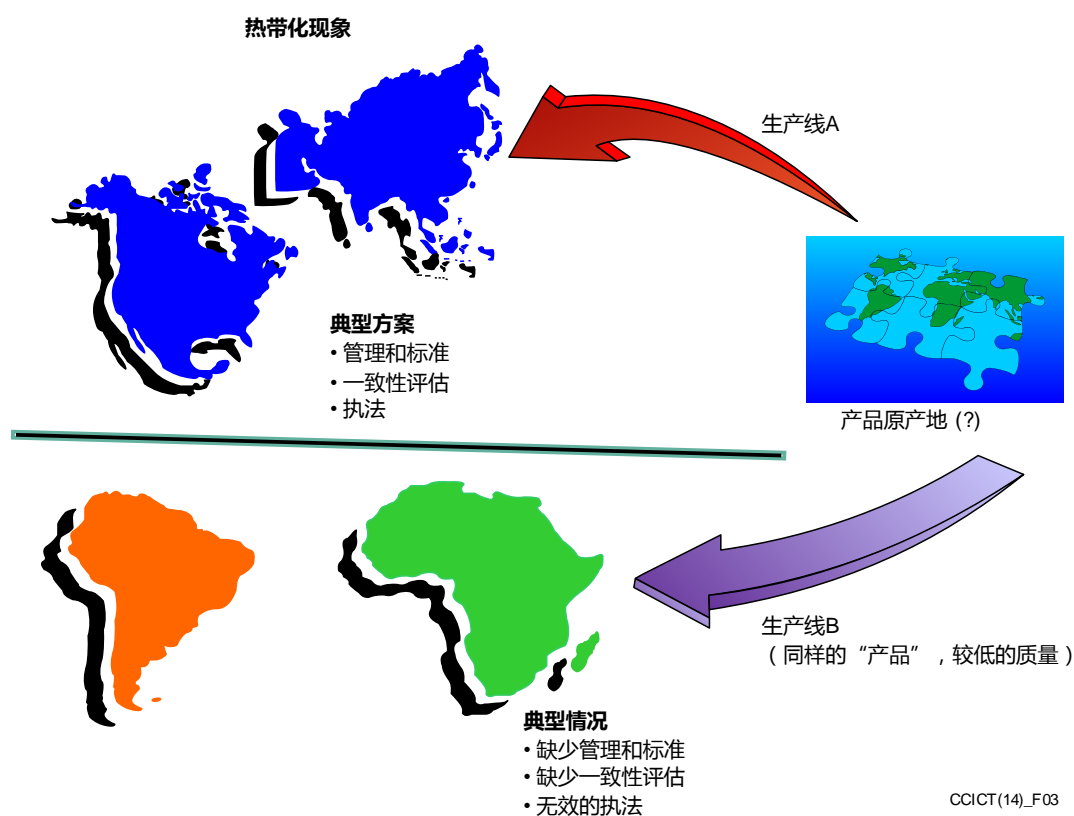 热带化现象
生产线A
典型方案
• 管理和标准
• 一致性评估
• 执法
产品原产地 (?)
生产线B
（同样的“产品”，较低的质量）
典型情况
• 缺少管理和标准
• 缺少一致性评估
• 无效的执法
CCICT(14)_F03